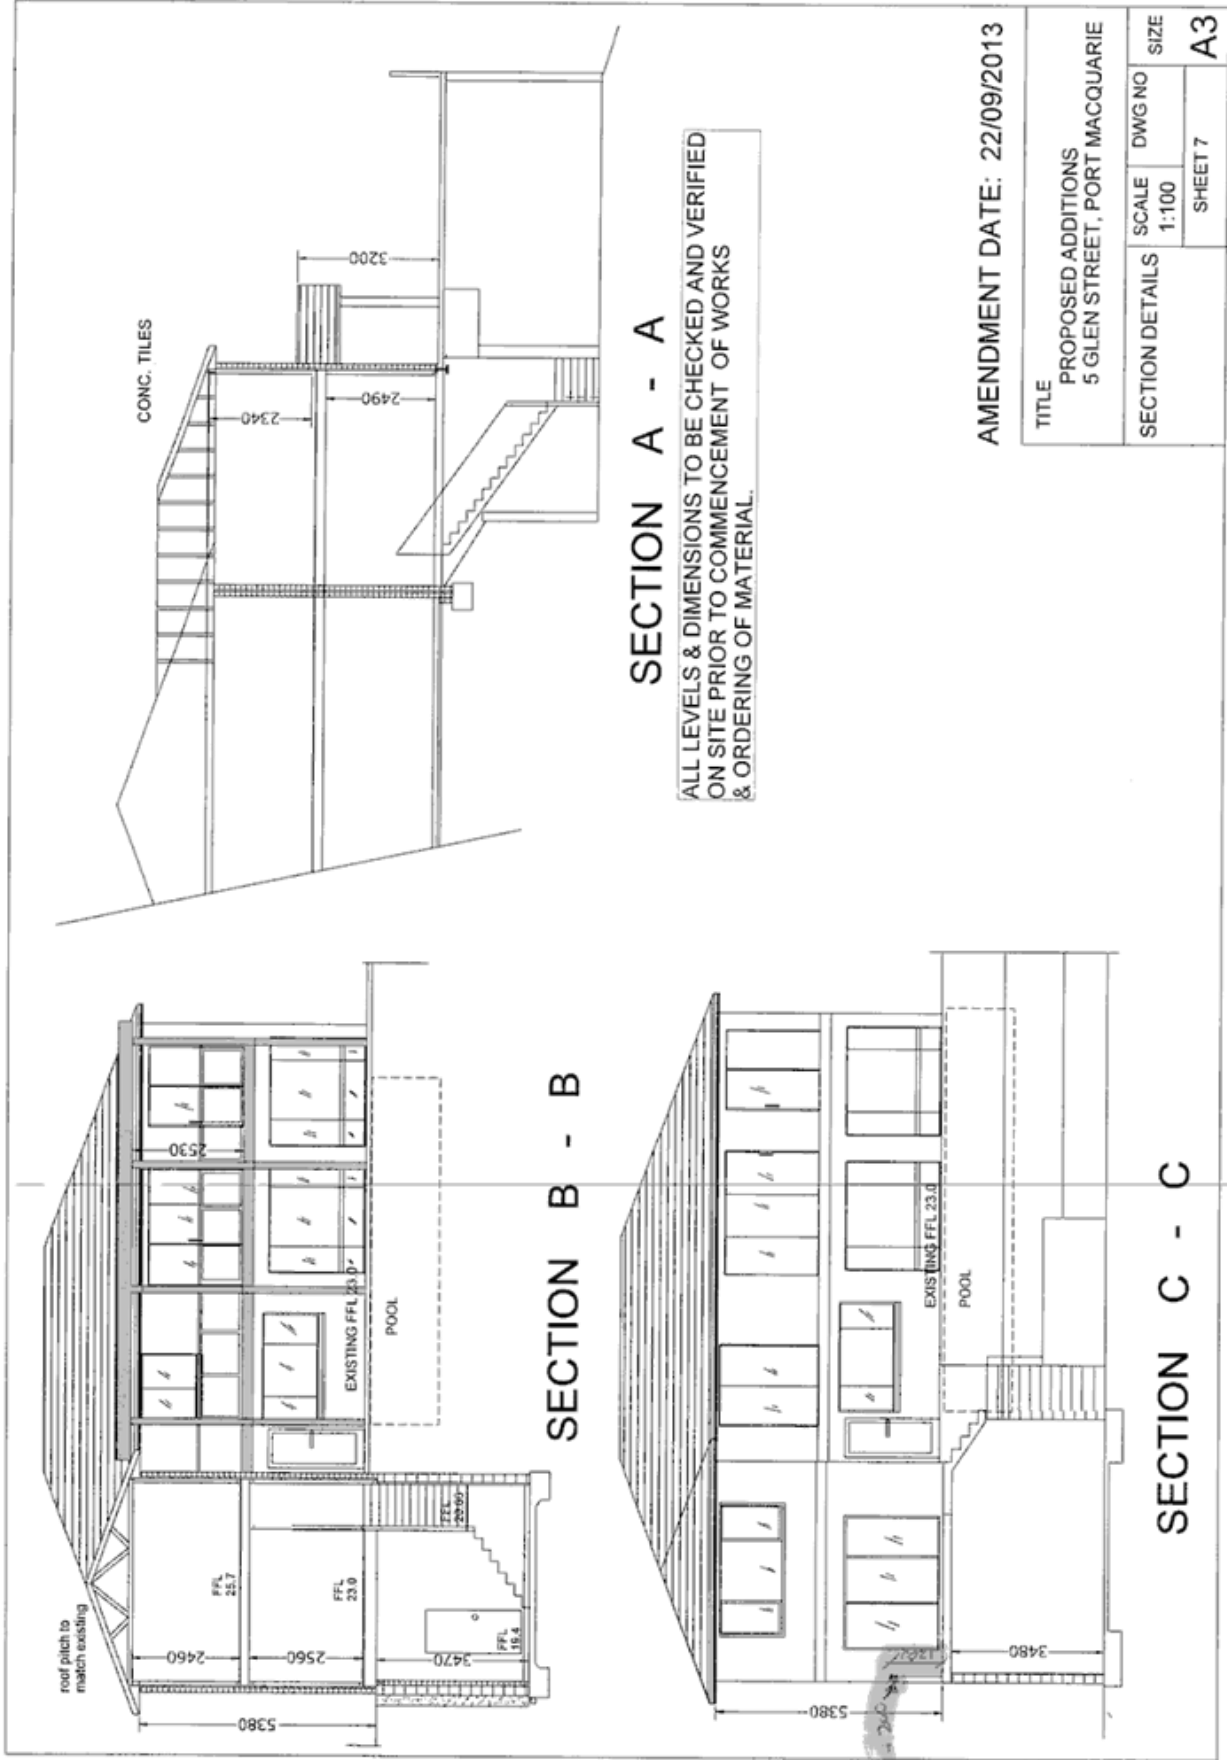 roof pitch to
match existing
2460
2560
3470
5380
FFL
25.7
FFL
23.0
FFL
19.4
FFL
20.60
2530
EXISTING FFL 23.0
POOL
SECTION B - B
CONC. TILES
2340
2490
3200
SECTION A - A
ALL LEVELS & DIMENSIONS TO BE CHECKED AND VERIFIED
ON SITE PRIOR TO COMMENCEMENT OF WORKS
& ORDERING OF MATERIAL.
5380
3480
EXISTING FFL 23.0
POOL
SECTION C - C
AMENDMENT DATE: 22/09/2013
TITLE
PROPOSED ADDITIONS
5 GLEN STREET, PORT MACQUARIE
SECTION DETAILS
SCALE
1:100
DWG NO
SIZE
A3
SHEET 7